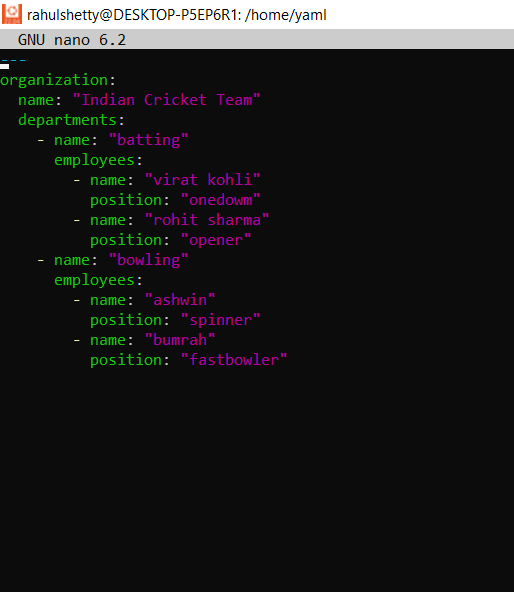 rahulshetty@DESKTOP-P5EP6R1: /home/yaml
GNU nano 6.2
---
organization:
  name: "Indian Cricket Team"
  departments:
    - name: "batting"
      employees:
        - name: "virat kohli"
          position: "onedowm"
        - name: "rohit sharma"
          position: "opener"
    - name: "bowling"
      employees:
        - name: "ashwin"
          position: "spinner"
        - name: "bumrah"
          position: "fastbowler"